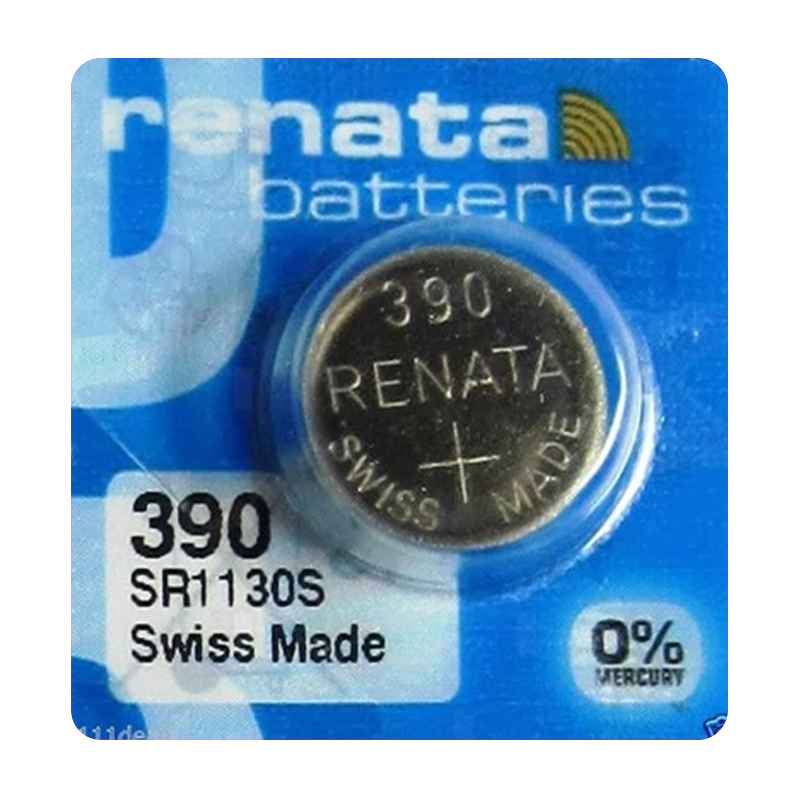 renata
batteries
390
RENATA
+
SWISS MADE
390
SR1130S
Swiss Made
0%
MERCURY